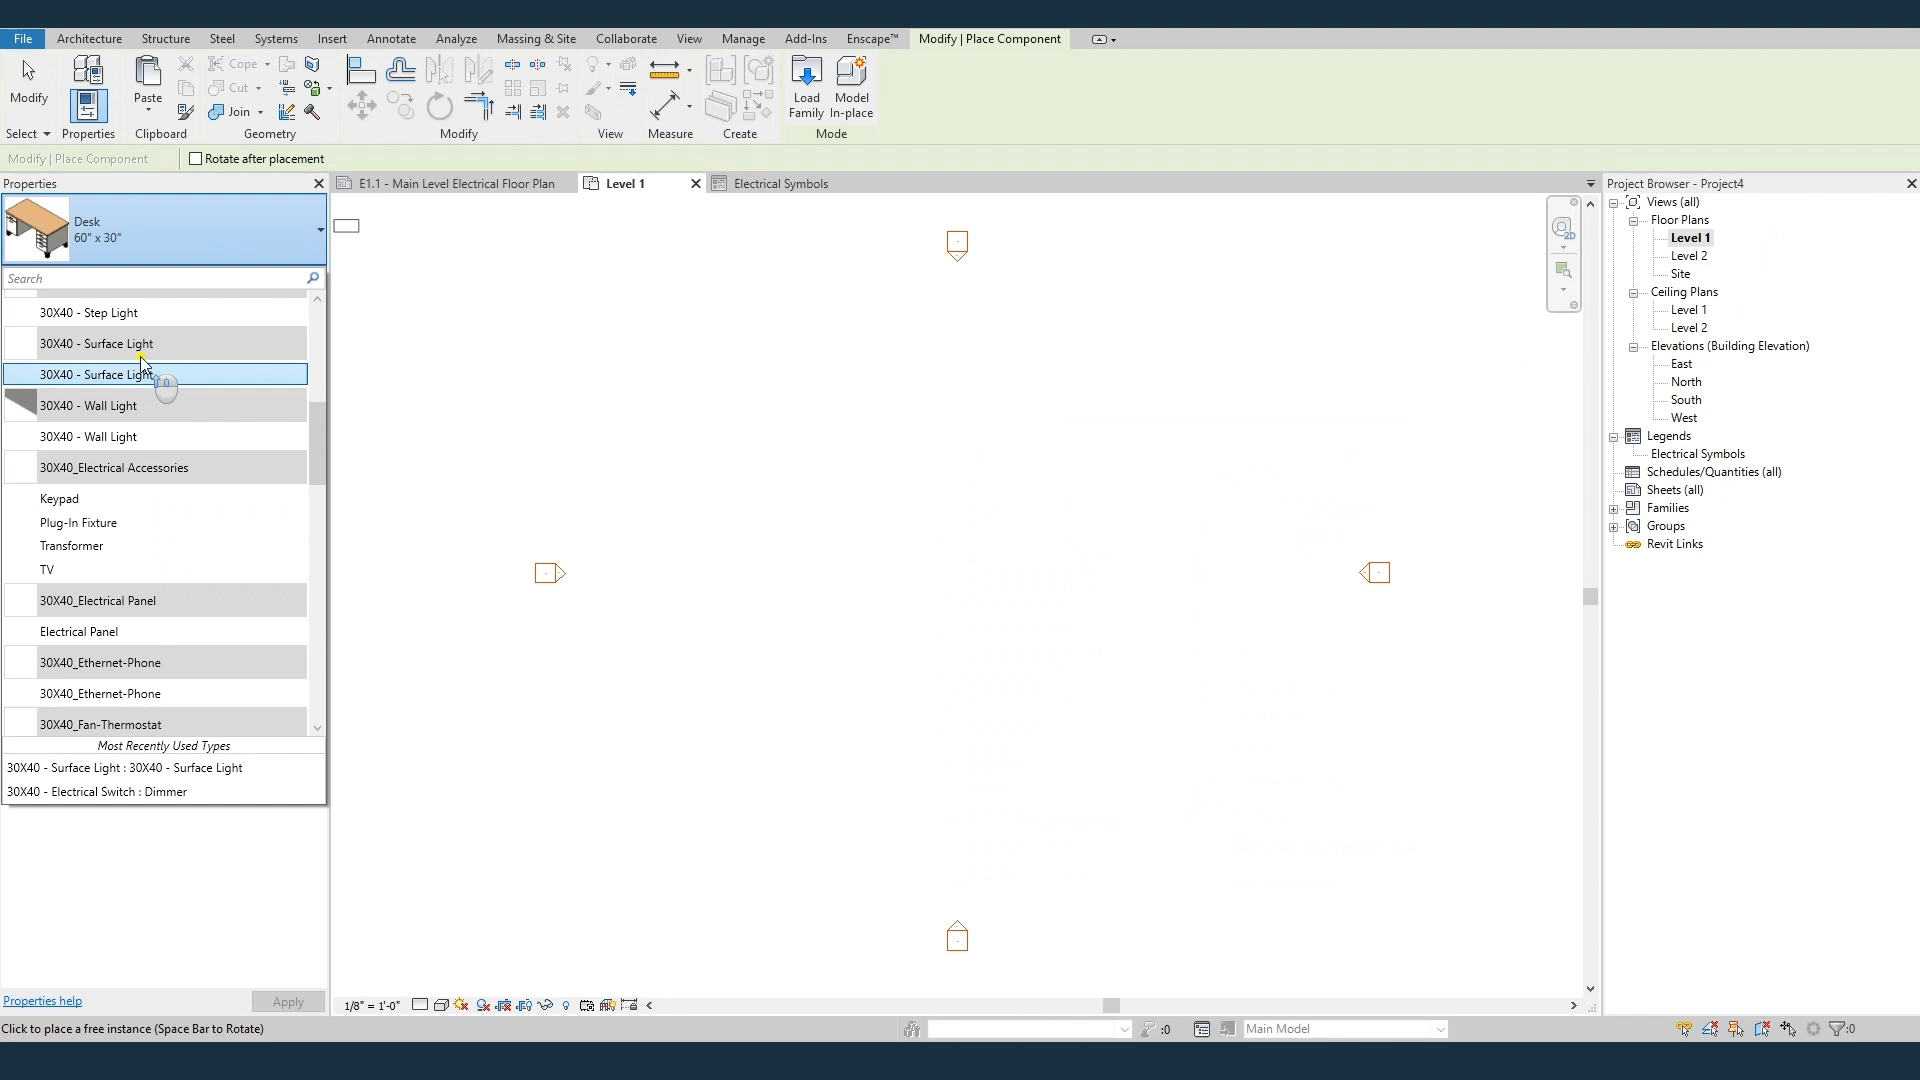 File Architecture Structure Steel Systems Insert Annotate Analyze Massing & Site Collaborate View Manage Add-Ins Enscape™ Modify | Place Component
Cope
Cut
Join
Modify
Paste
Load Family
Model In-place
Select Properties Clipboard Geometry Modify View Measure Create Mode
Modify | Place Component Rotate after placement
Properties
E1.1 - Main Level Electrical Floor Plan
Level 1
Electrical Symbols
Project Browser - Project4
Desk
60" x 30"
Search
30X40 - Step Light
30X40 - Surface Light
30X40 - Surface Light
30X40 - Wall Light
30X40 - Wall Light
30X40_Electrical Accessories
Keypad
Plug-In Fixture
Transformer
TV
30X40_Electrical Panel
Electrical Panel
30X40_Ethernet-Phone
30X40_Ethernet-Phone
30X40_Fan-Thermostat
Most Recently Used Types
30X40 - Surface Light : 30X40 - Surface Light
30X40 - Electrical Switch : Dimmer
2D
Views (all)
Floor Plans
Level 1
Level 2
Site
Ceiling Plans
Level 1
Level 2
Elevations (Building Elevation)
East
North
South
West
Legends
Electrical Symbols
Schedules/Quantities (all)
Sheets (all)
Families
Groups
Revit Links
Properties help
Apply
1/8" = 1'-0"
Click to place a free instance (Space Bar to Rotate)
:0
Main Model
:0